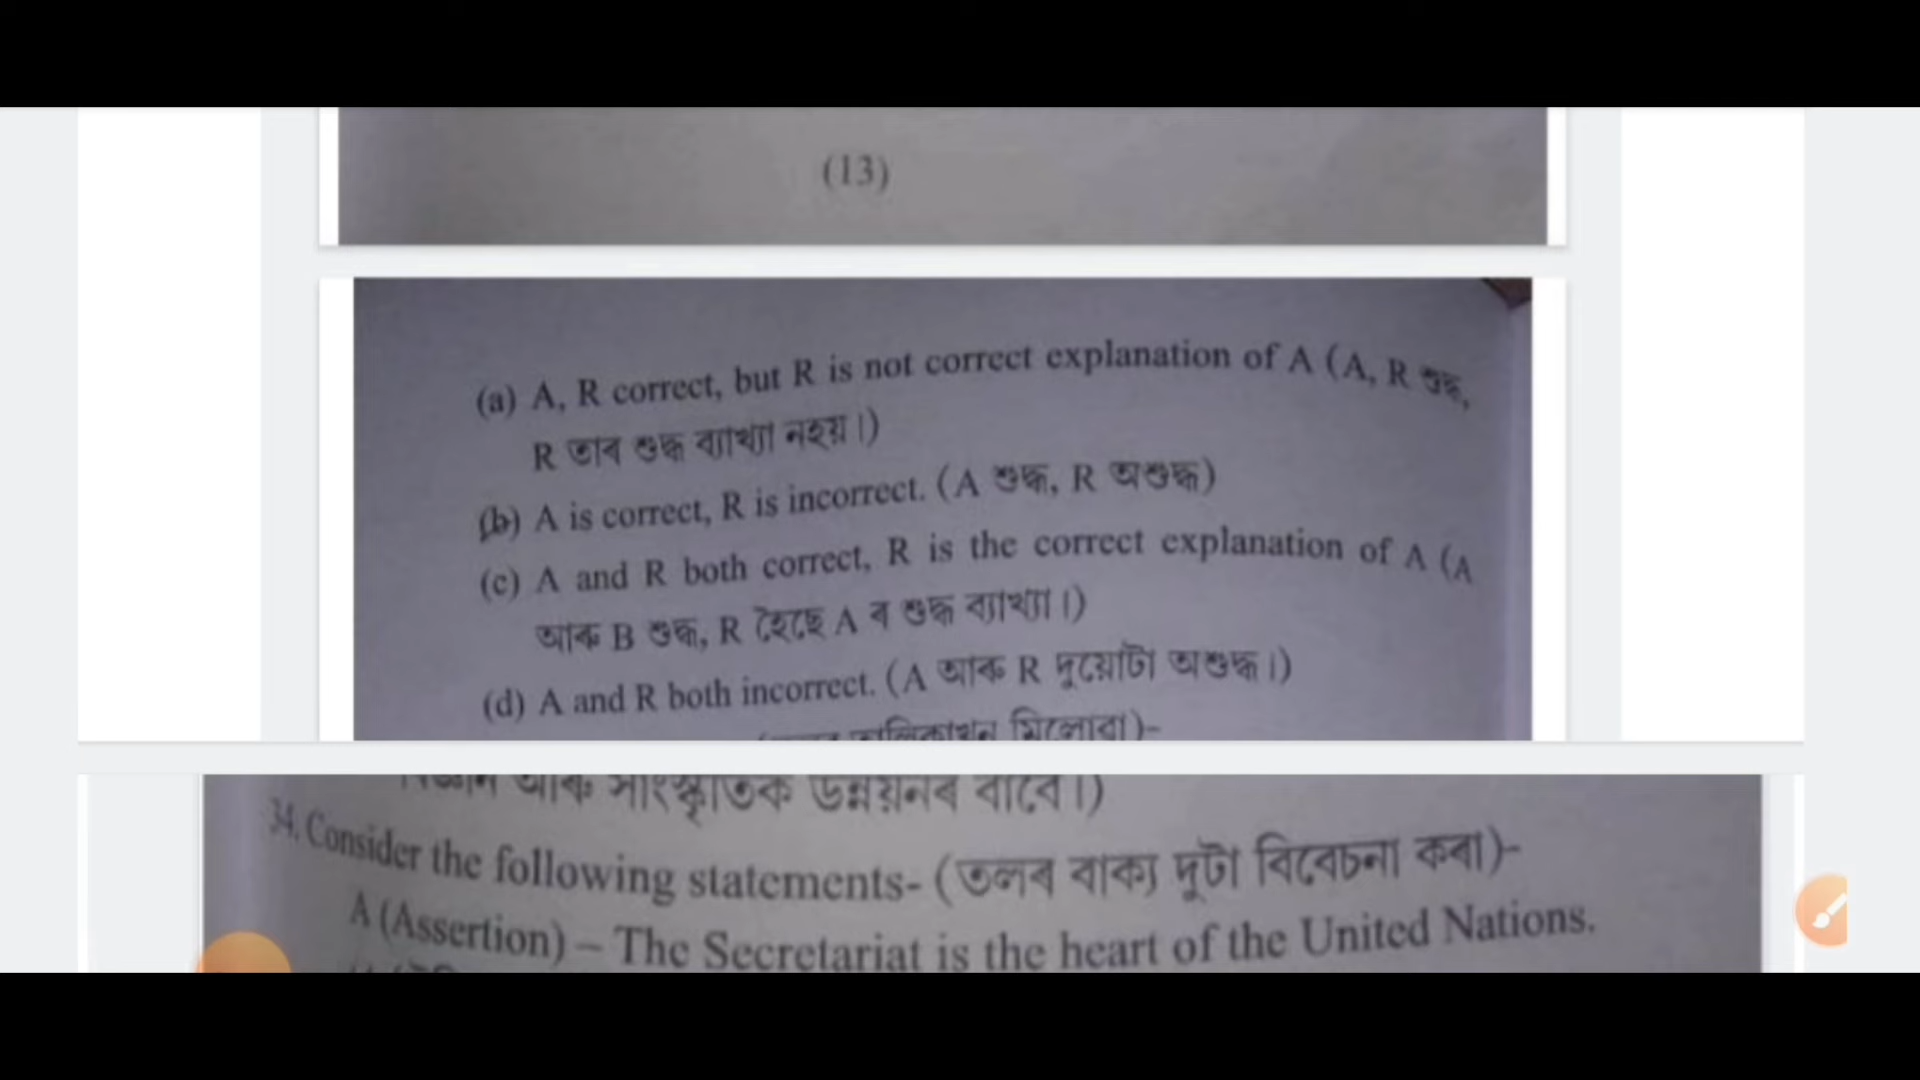 (13)
(a) A, R correct, but R is not correct explanation of A (A, R শুদ্ধ,
R তাৰ শুদ্ধ ব্যাখ্যা নহয়।)
(b) A is correct, R is incorrect. (A শুদ্ধ, R অশুদ্ধ)
(c) A and R both correct, R is the correct explanation of A (A
আৰু B শুদ্ধ, R হৈছে A ৰ শুদ্ধ ব্যাখ্যা।)
(d) A and R both incorrect. (A আৰু R দুয়োটা অশুদ্ধ।)
তালিকাখন মিলোৱা)-
আৰু সাংস্কৃতিক উন্নয়নৰ বাবে।)
34. Consider the following statements- (তলৰ বাক্য দুটা বিবেচনা কৰা)-
A (Assertion) – The Secretariat is the heart of the United Nations.